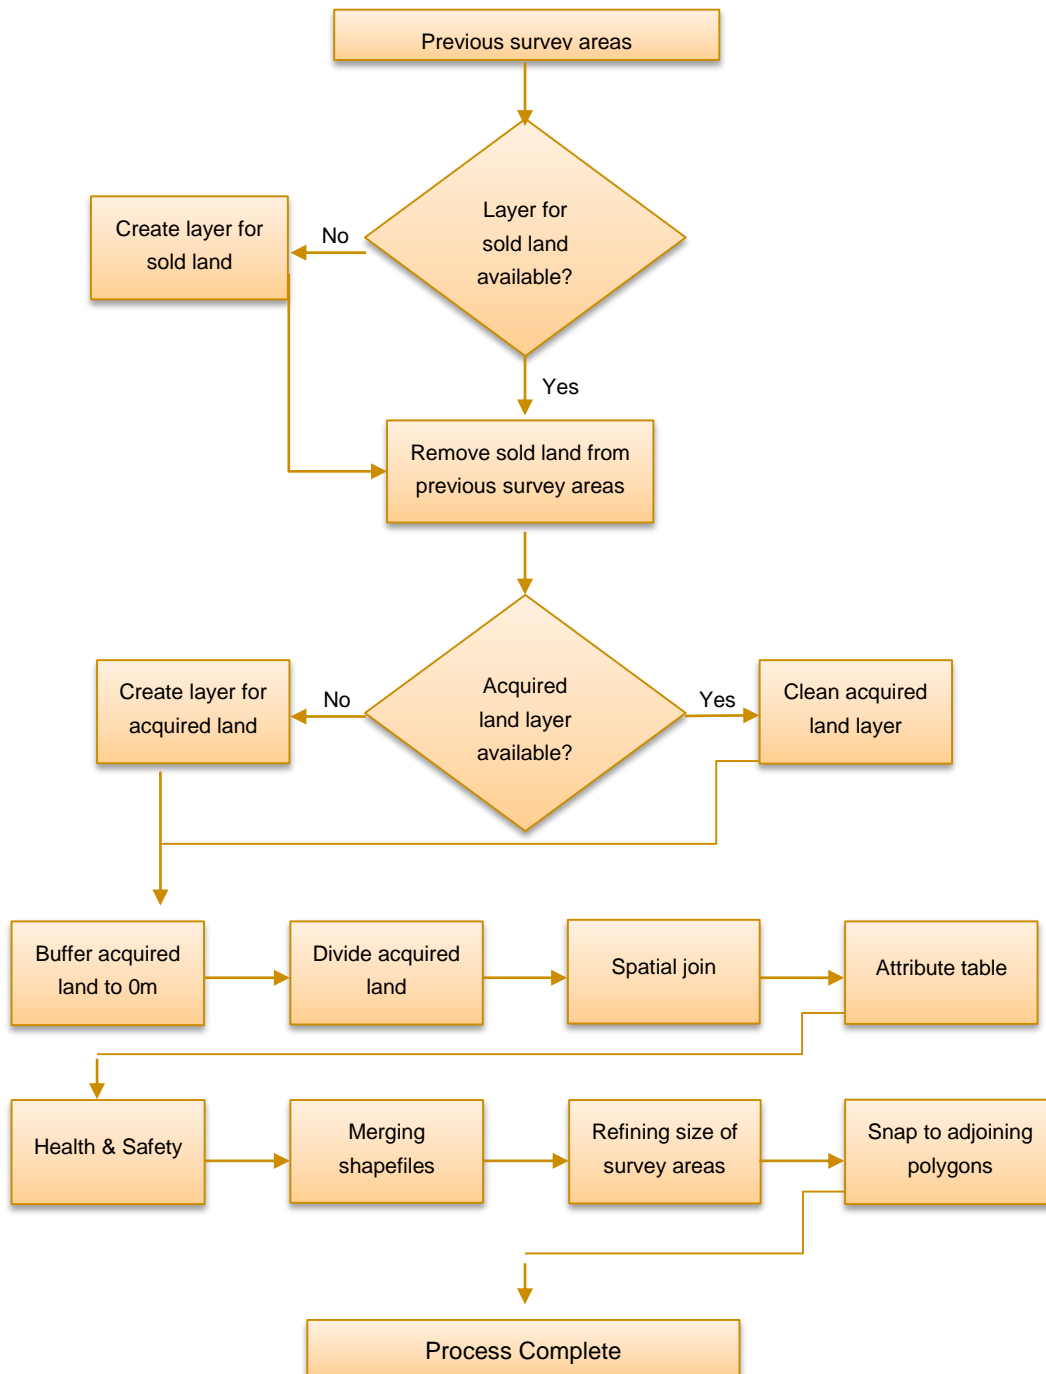 Previous survey areas
Layer for
sold land
available?
No
Create layer for
sold land
Yes
Remove sold land from
previous survey areas
Acquired
land layer
available?
No
Create layer for
acquired land
Yes
Clean acquired
land layer
Buffer acquired
land to 0m
Divide acquired
land
Spatial join
Attribute table
Health & Safety
Merging
shapefiles
Refining size of
survey areas
Snap to adjoining
polygons
Process Complete